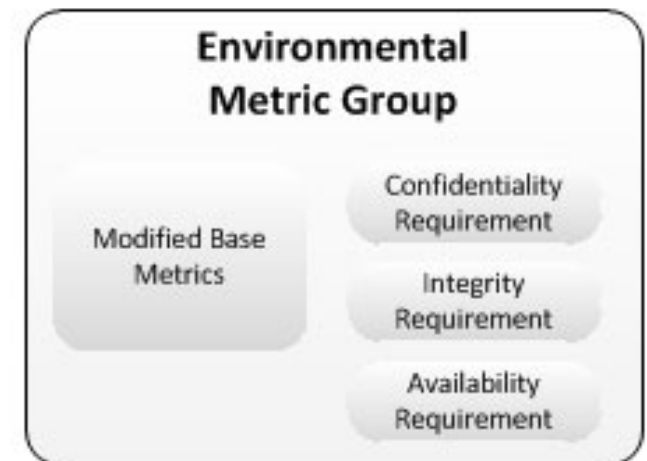 Environmental
Metric Group
Modified Base
Metrics
Confidentiality
Requirement
Integrity
Requirement
Availability
Requirement